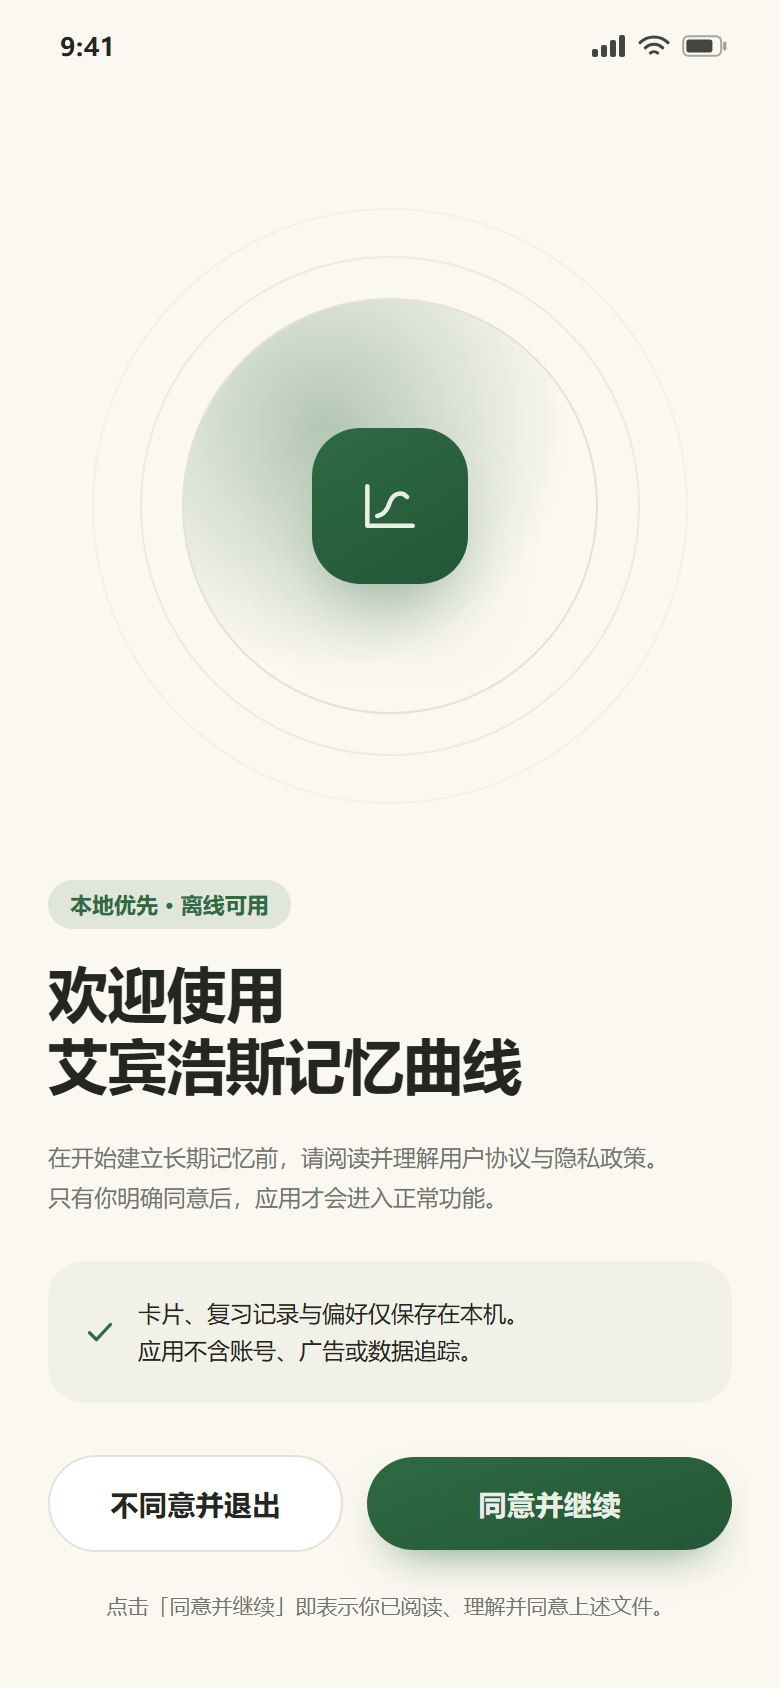 9:41
本地优先・离线可用
欢迎使用
艾宾浩斯记忆曲线
在开始建立长期记忆前，请阅读并理解用户协议与隐私政策。
只有你明确同意后，应用才会进入正常功能。
卡片、复习记录与偏好仅保存在本机。
应用不含账号、广告或数据追踪。
不同意并退出
同意并继续
点击「同意并继续」即表示你已阅读、理解并同意上述文件。